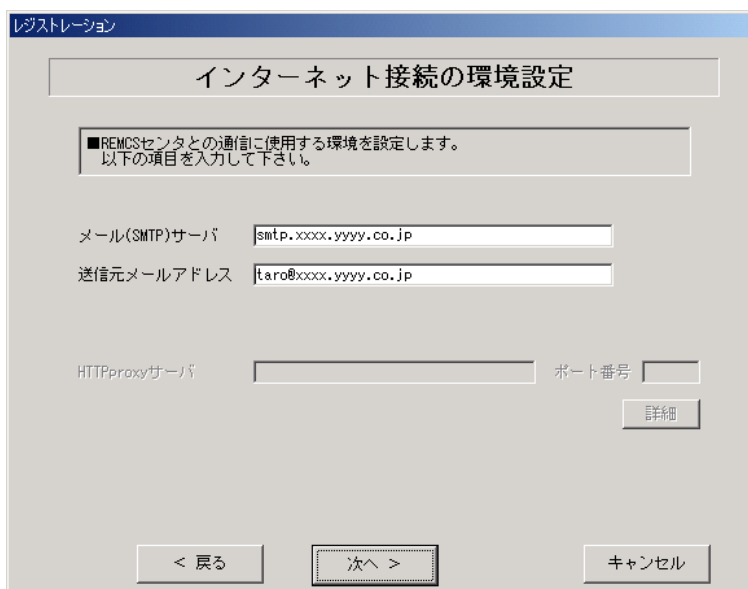 レジストレーション
インターネット接続の環境設定
■REMCSセンタとの通信に使用する環境を設定します。
以下の項目を入力して下さい。
メール(SMTP)サーバ smtp.xxxx.yyyy.co.jp
送信元メールアドレス taro@xxxx.yyyy.co.jp
HTTPproxyサーバ ポート番号
詳細
< 戻る 次へ > キャンセル